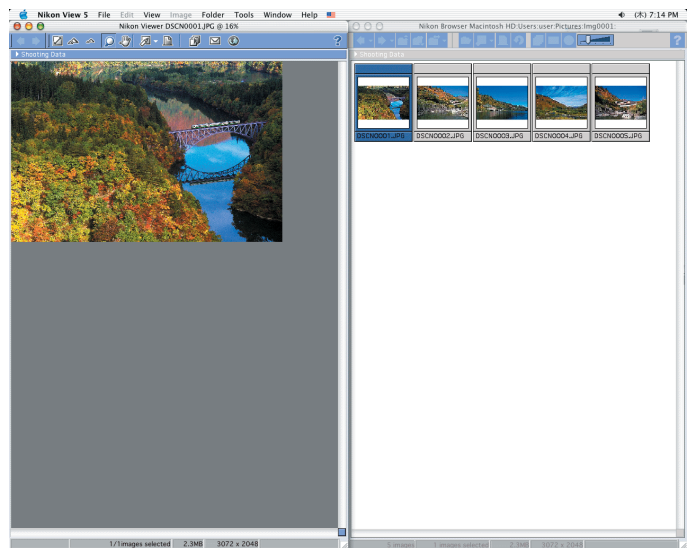 Nikon View 5 File Edit View Image Folder Tools Window Help (木) 7:14 PM
Nikon Viewer DSCN0001.JPG @ 16%
?
Shooting Data
1/1images selected 2.3MB 3072 x 2048
Nikon Browser Macintosh HD:Users:user:Pictures:Img0001:
?
Shooting Data
DSCN0001.JPG DSCN0002.JPG DSCN0003.JPG DSCN0004.JPG DSCN0005.JPG
5 images 1 images selected 2.3MB 3072 x 2048